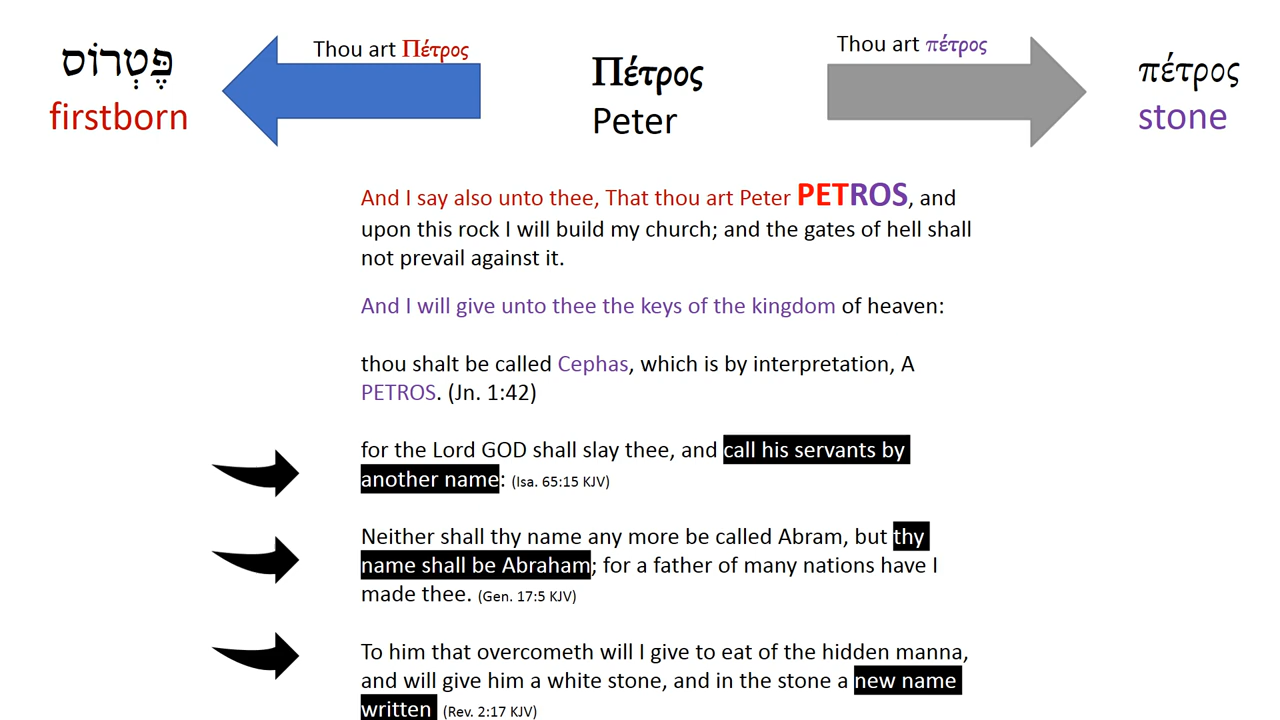 פֶּטְרוֹס
firstborn
Thou art Πέτρος
Πέτρος
Peter
Thou art πέτρος
πέτρος
stone
And I say also unto thee, That thou art Peter PETROS, and
upon this rock I will build my church; and the gates of hell shall
not prevail against it.
And I will give unto thee the keys of the kingdom of heaven:
thou shalt be called Cephas, which is by interpretation, A
PETROS. (Jn. 1:42)
for the Lord GOD shall slay thee, and call his servants by
another name: (Isa. 65:15 KJV)
Neither shall thy name any more be called Abram, but thy
name shall be Abraham; for a father of many nations have I
made thee. (Gen. 17:5 KJV)
To him that overcometh will I give to eat of the hidden manna,
and will give him a white stone, and in the stone a new name
written (Rev. 2:17 KJV)